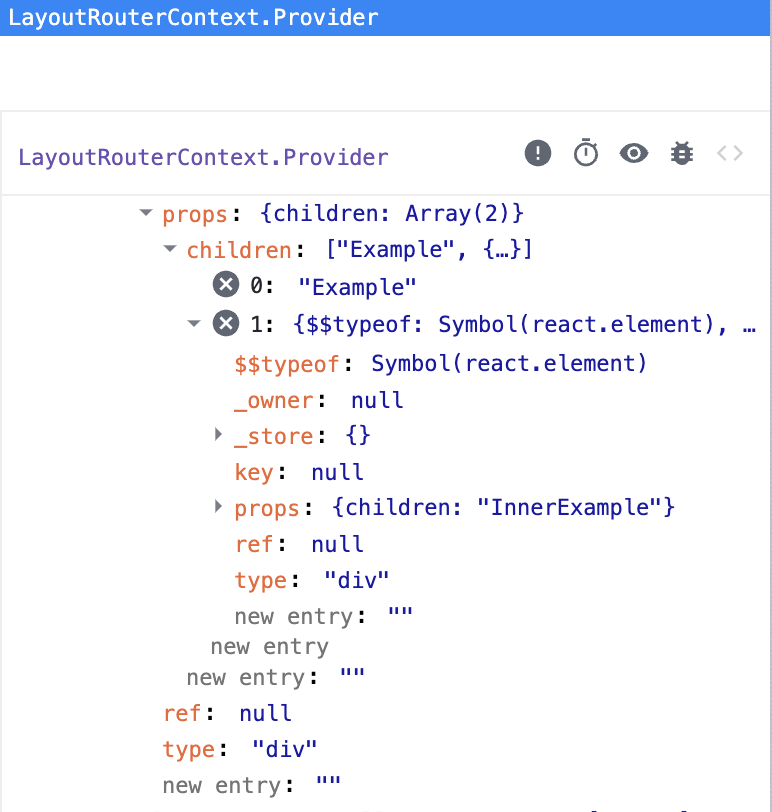 LayoutRouterContext.Provider
LayoutRouterContext.Provider
props: {children: Array(2)}
children: ["Example", {…}]
0: "Example"
1: {$$typeof: Symbol(react.element), …
$$typeof: Symbol(react.element)
_owner: null
_store: {}
key: null
props: {children: "InnerExample"}
ref: null
type: "div"
new entry: ""
new entry
new entry: ""
ref: null
type: "div"
new entry: ""